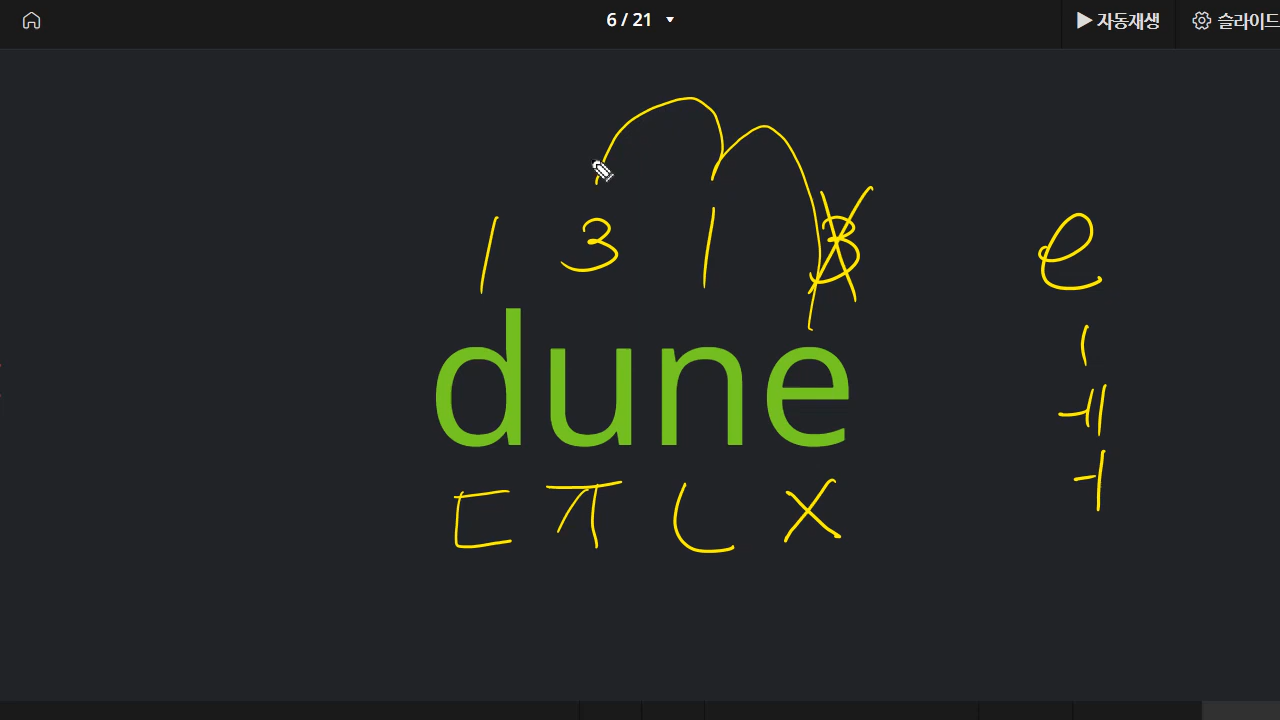 6 / 21
자동재생
슬라이드
1 3 1 3
e
dune
ㅣ
ㅔ
ㅓ
ㄷ ㅠ ㄴ X